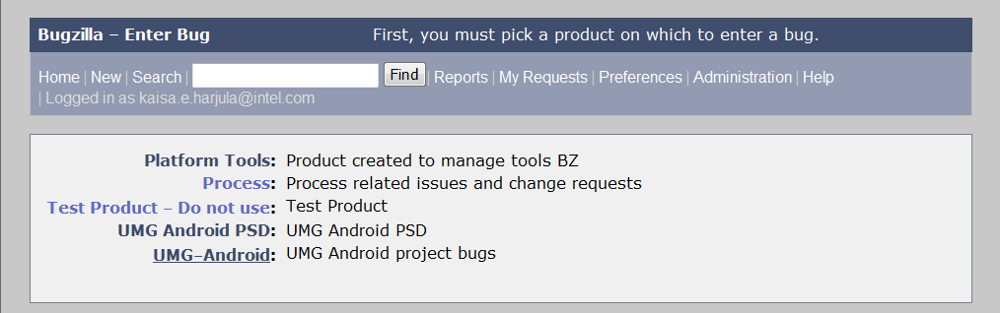 Bugzilla – Enter Bug First, you must pick a product on which to enter a bug.
Home | New | Search | Find | Reports | My Requests | Preferences | Administration | Help
| Logged in as kaisa.e.harjula@intel.com
Platform Tools: Product created to manage tools BZ
Process: Process related issues and change requests
Test Product – Do not use: Test Product
UMG Android PSD: UMG Android PSD
UMG–Android: UMG Android project bugs